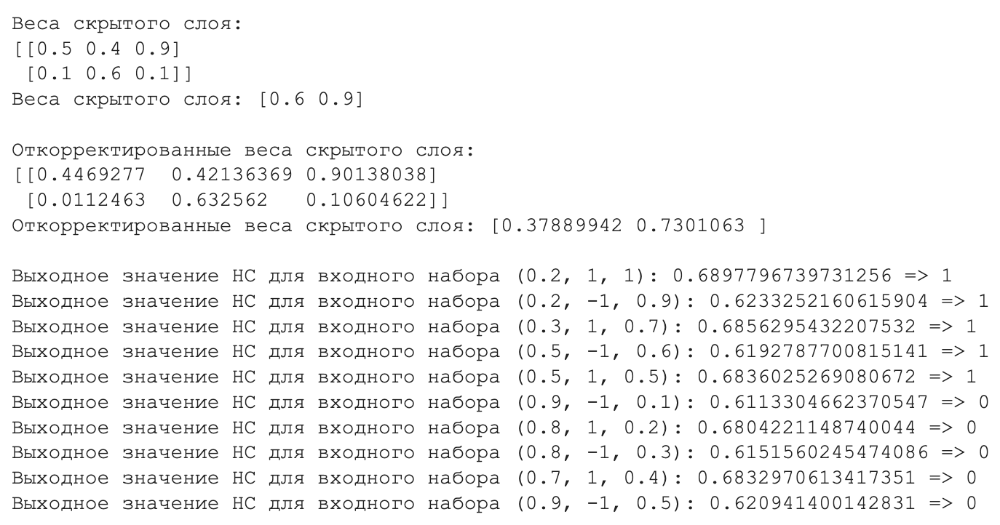 Веса скрытого слоя:
[[0.5 0.4 0.9]
[0.1 0.6 0.1]]
Веса скрытого слоя: [0.6 0.9]
Откорректированные веса скрытого слоя:
[[0.4469277 0.42136369 0.90138038]
[0.0112463 0.632562 0.10604622]]
Откорректированные веса скрытого слоя: [0.37889942 0.7301063 ]
Выходное значение НС для входного набора (0.2, 1, 1): 0.6897796739731256 => 1
Выходное значение НС для входного набора (0.2, -1, 0.9): 0.6233252160615904 => 1
Выходное значение НС для входного набора (0.3, 1, 0.7): 0.6856295432207532 => 1
Выходное значение НС для входного набора (0.5, -1, 0.6): 0.6192787700815141 => 1
Выходное значение НС для входного набора (0.5, 1, 0.5): 0.6836025269080672 => 1
Выходное значение НС для входного набора (0.9, -1, 0.1): 0.6113304662370547 => 0
Выходное значение НС для входного набора (0.8, 1, 0.2): 0.6804221148740044 => 0
Выходное значение НС для входного набора (0.8, -1, 0.3): 0.6151560245474086 => 0
Выходное значение НС для входного набора (0.7, 1, 0.4): 0.6832970613417351 => 0
Выходное значение НС для входного набора (0.9, -1, 0.5): 0.620941400142831 => 0